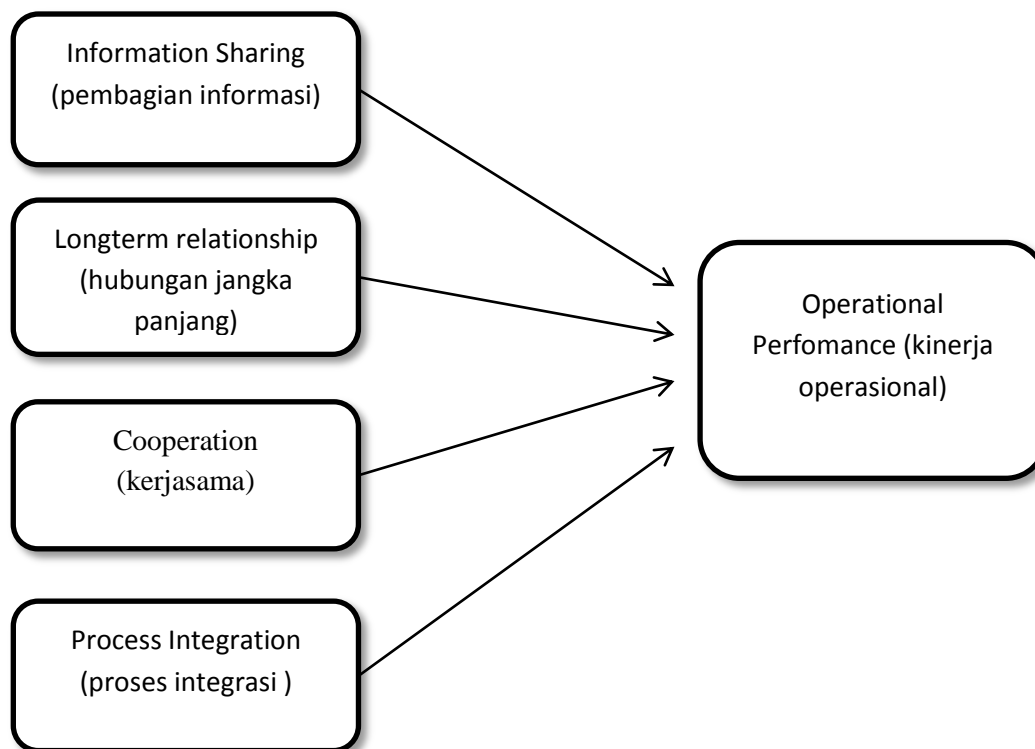 Information Sharing
(pembagian informasi)
Longterm relationship
(hubungan jangka
panjang)
Cooperation
(kerjasama)
Process Integration
(proses integrasi )
Operational
Perfomance (kinerja
operasional)